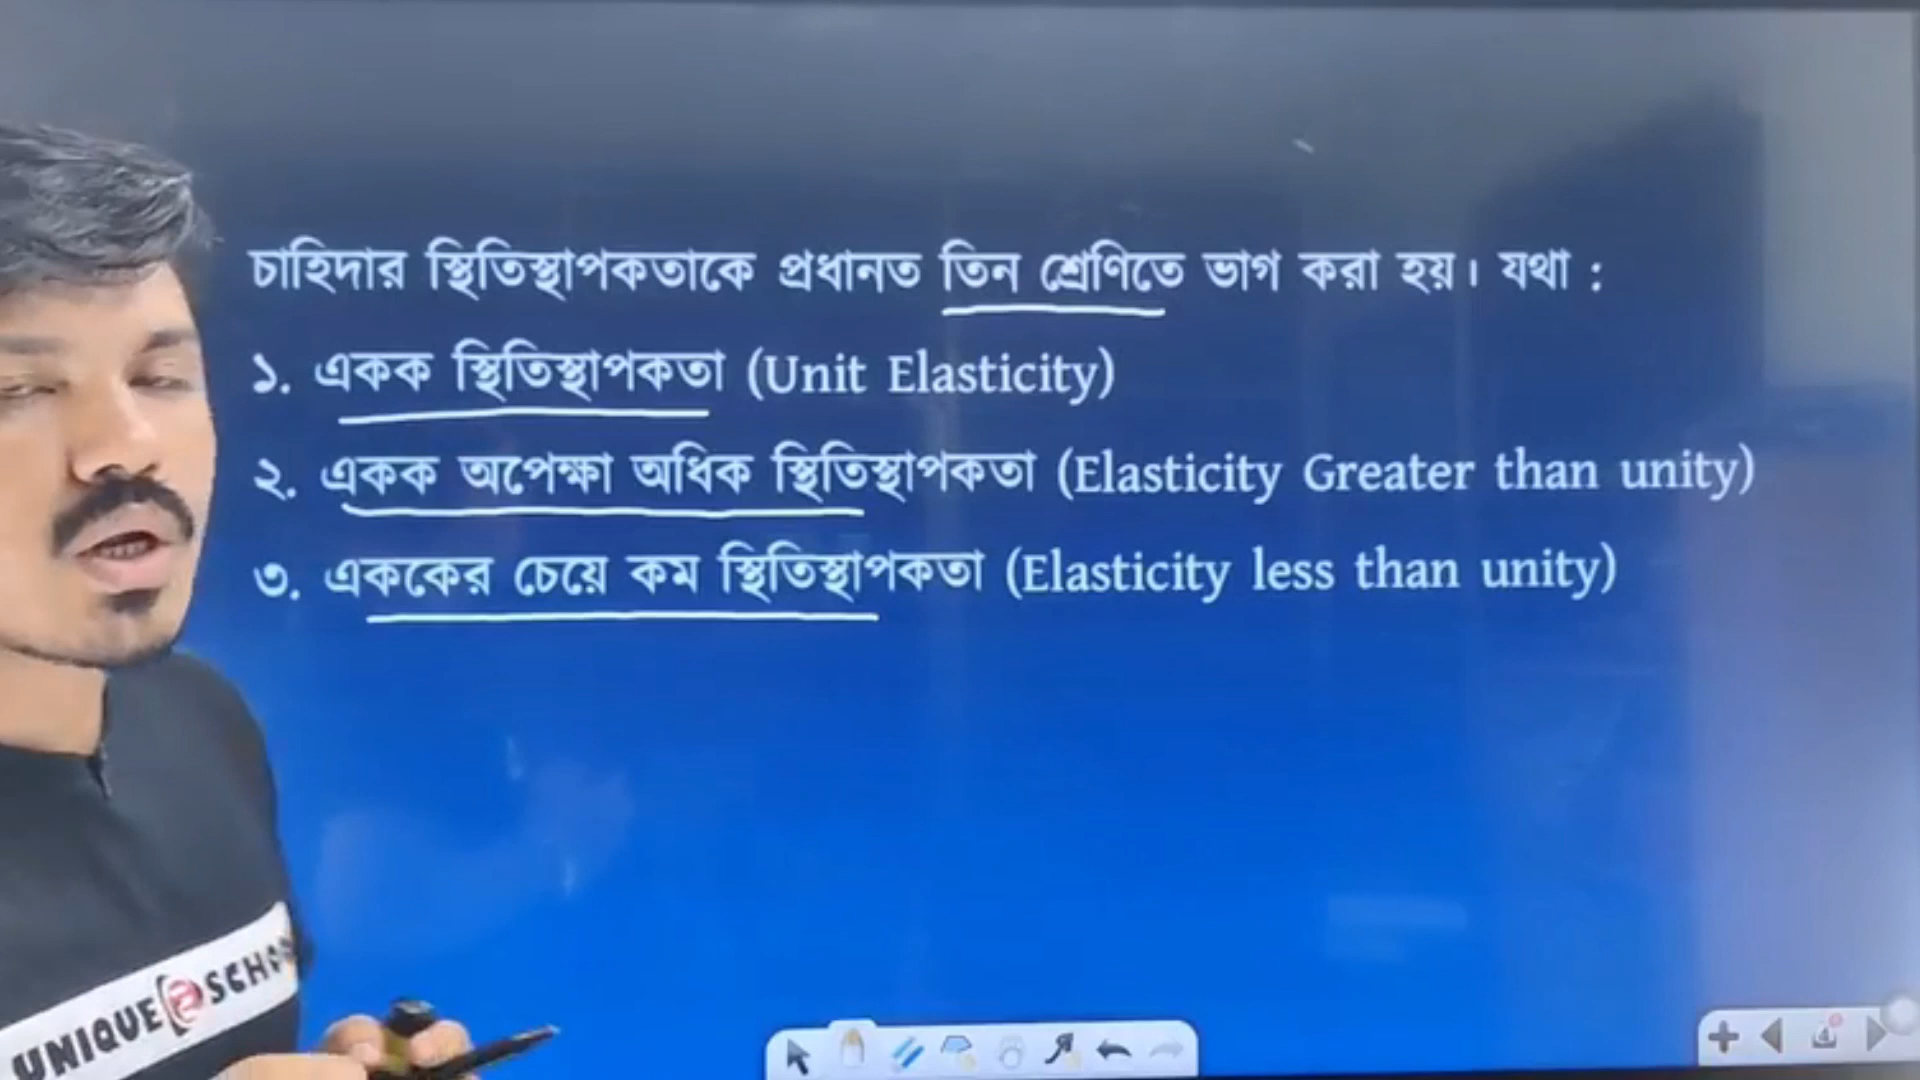 চাহিদার স্থিতিস্থাপকতাকে প্রধানত তিন শ্রেণিতে ভাগ করা হয়। যথা :
১. একক স্থিতিস্থাপকতা (Unit Elasticity)
২. একক অপেক্ষা অধিক স্থিতিস্থাপকতা (Elasticity Greater than unity)
৩. এককের চেয়ে কম স্থিতিস্থাপকতা (Elasticity less than unity)
UNIQUE SCHO